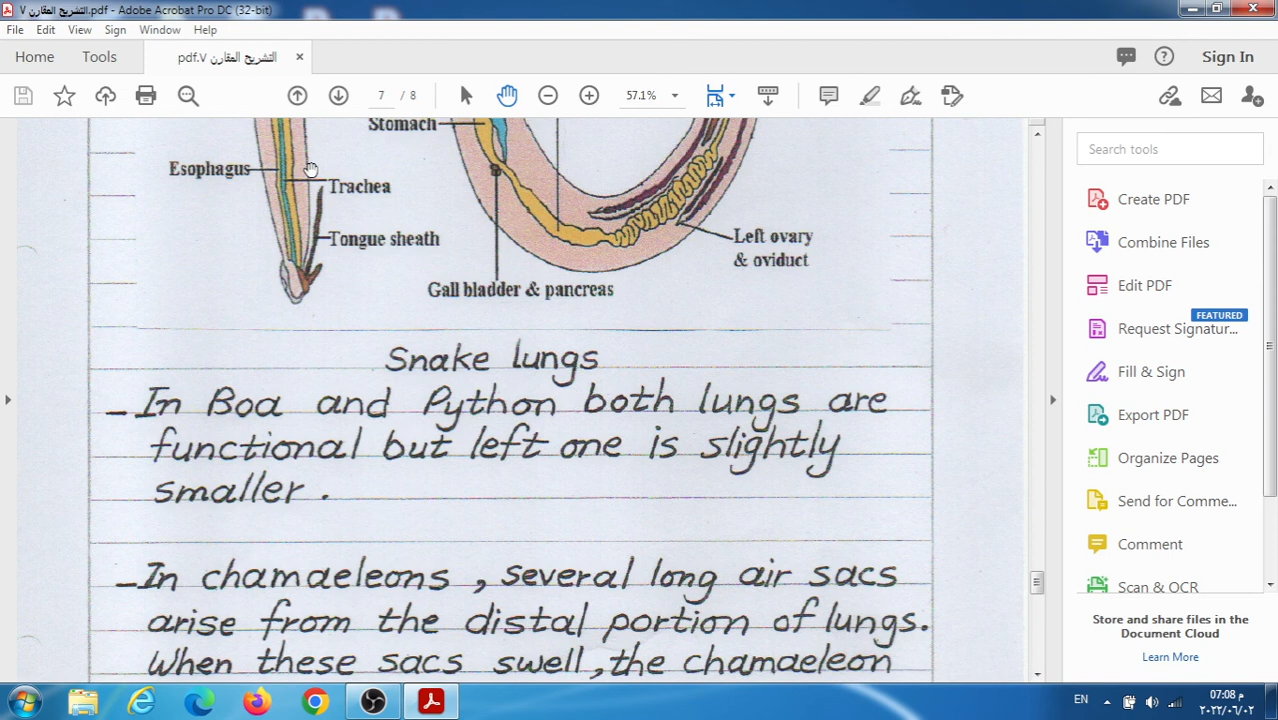 التشريح المقارن ٧.pdf - Adobe Acrobat Pro DC (32-bit)
File Edit View Sign Window Help
Home Tools التشريح المقارن ٧.pdf × Sign In
7 / 8 57.1%
Stomach
Esophagus
Trachea
Tongue sheath
Left ovary
& oviduct
Gall bladder & pancreas
Snake lungs
- In Boa and Python both lungs are
functional but left one is slightly
smaller .
- In chamaeleons , several long air sacs
arise from the distal portion of lungs.
When these sacs swell, the chamaeleon
Search tools
Create PDF
Combine Files
Edit PDF
FEATURED
Request Signatur...
Fill & Sign
Export PDF
Organize Pages
Send for Comme...
Comment
Scan & OCR
Store and share files in the
Document Cloud
Learn More
EN
07:08 م
٢٠٢٢/٠٦/٠٢